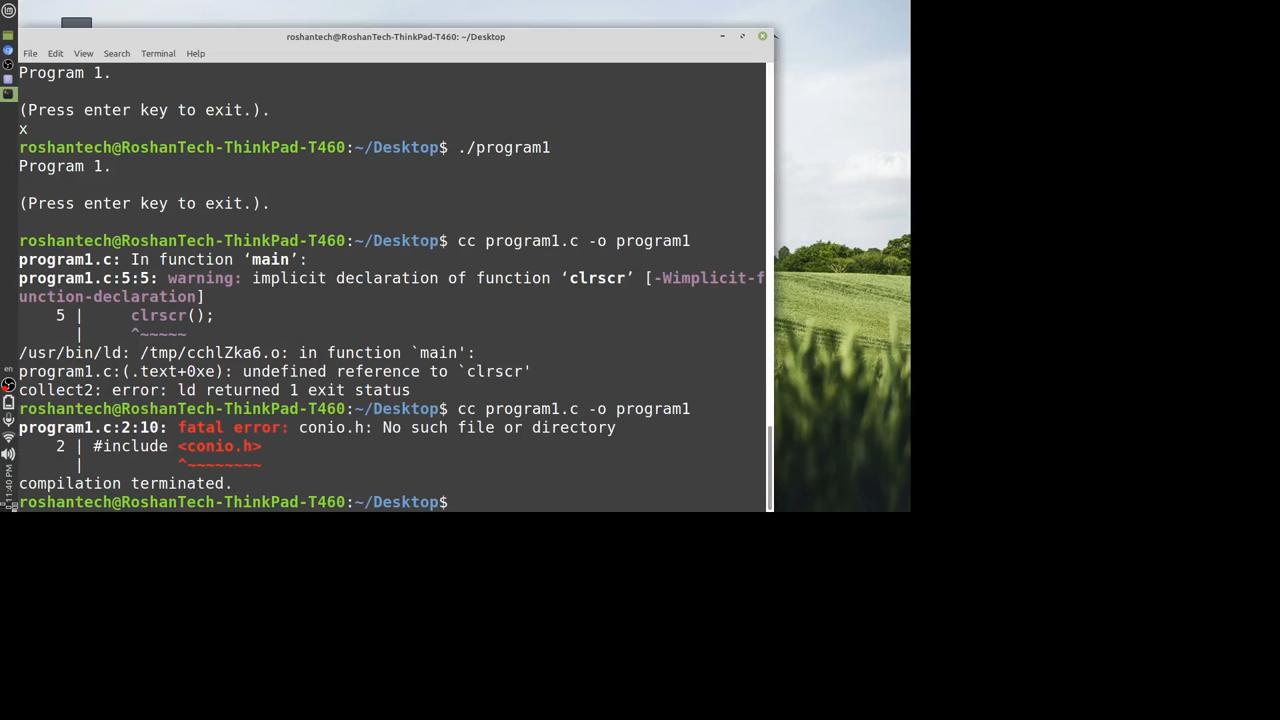 roshantech@RoshanTech-ThinkPad-T460: ~/Desktop
File Edit View Search Terminal Help
Program 1.
(Press enter key to exit.).
x
roshantech@RoshanTech-ThinkPad-T460:~/Desktop$ ./program1
Program 1.
(Press enter key to exit.).
roshantech@RoshanTech-ThinkPad-T460:~/Desktop$ cc program1.c -o program1
program1.c: In function ‘main’:
program1.c:5:5: warning: implicit declaration of function ‘clrscr’ [-Wimplicit-f
unction-declaration]
5 | clrscr();
| ^~~~~~
/usr/bin/ld: /tmp/cchlZka6.o: in function `main':
program1.c:(.text+0xe): undefined reference to `clrscr'
collect2: error: ld returned 1 exit status
roshantech@RoshanTech-ThinkPad-T460:~/Desktop$ cc program1.c -o program1
program1.c:2:10: fatal error: conio.h: No such file or directory
2 | #include <conio.h>
| ^~~~~~~~~
compilation terminated.
roshantech@RoshanTech-ThinkPad-T460:~/Desktop$
en
11:40 PM